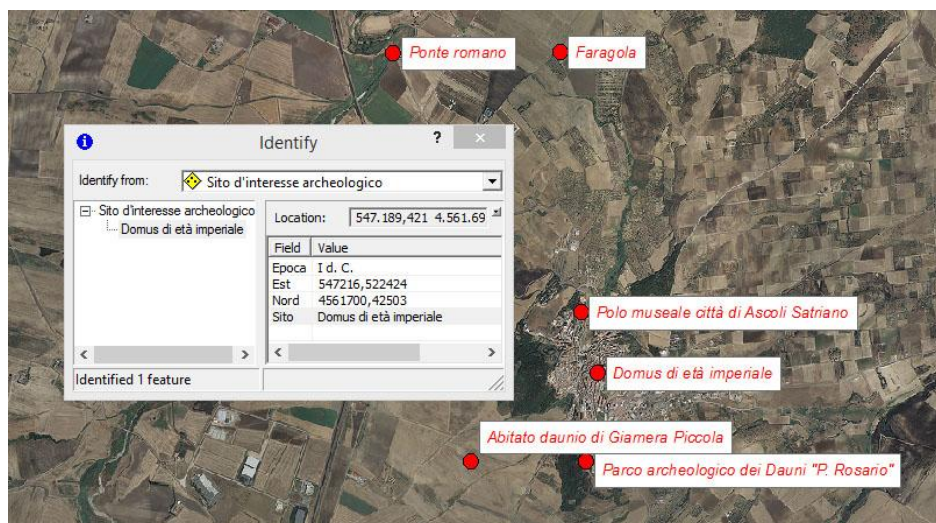 Ponte romano
Faragola
Identify
?
×
Identify from:
Sito d'interesse archeologico
Sito d'interesse archeologico
Domus di età imperiale
Location:
547.189,421 4.561.69
Field Value
Epoca I d. C.
Est 547216,522424
Nord 4561700,42503
Sito Domus di età imperiale
Identified 1 feature
Polo museale città di Ascoli Satriano
Domus di età imperiale
Abitato daunio di Giarnera Piccola
Parco archeologico dei Dauni "P. Rosario"